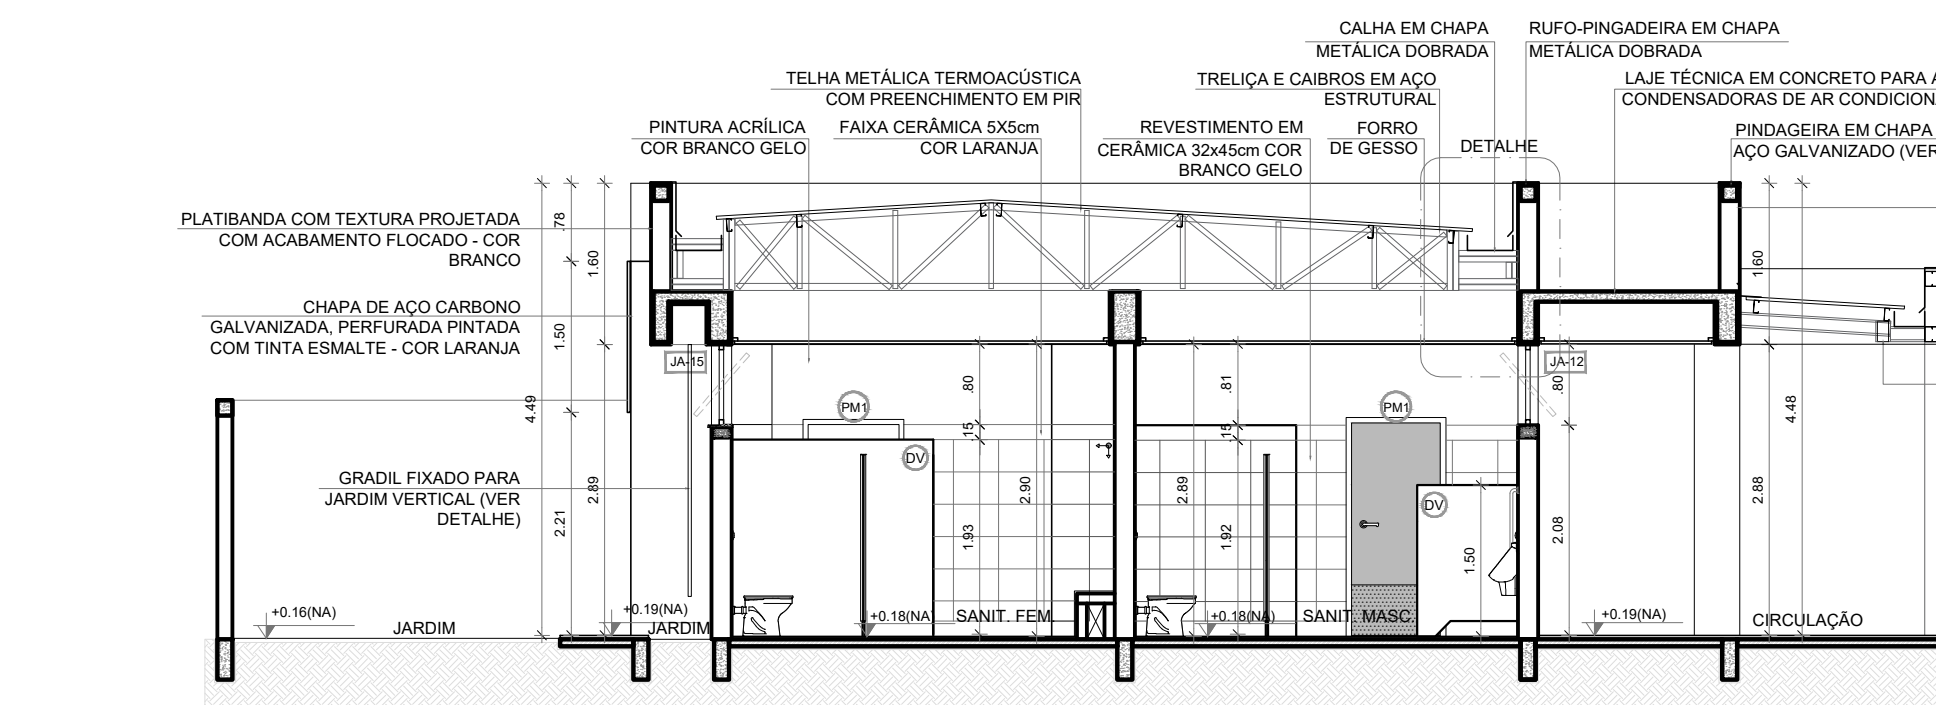 CALHA EM CHAPA
METÁLICA DOBRADA
RUFO-PINGADEIRA EM CHAPA
METÁLICA DOBRADA
TELHA METÁLICA TERMOACÚSTICA
COM PREENCHIMENTO EM PIR
TRELIÇA E CAIBROS EM AÇO
ESTRUTURAL
LAJE TÉCNICA EM CONCRETO PARA
CONDENSADORAS DE AR
PINTURA ACRÍLICA
COR BRANCO GELO
FAIXA CERÂMICA 5X5cm
COR LARANJA
REVESTIMENTO EM
CERÂMICA 32x45cm COR
BRANCO GELO
FORRO
DE GESSO
DETALHE
PINDAGEIRA EM CHAPA
AÇO GALVANIZADO (VER
PLATIBANDA COM TEXTURA PROJETADA
COM ACABAMENTO FLOCADO - COR
BRANCO
CHAPA DE AÇO CARBONO
GALVANIZADA, PERFURADA PINTADA
COM TINTA ESMALTE - COR LARANJA
GRADIL FIXADO PARA
JARDIM VERTICAL (VER
DETALHE)
.78
1.60
1.50
4.49
2.89
2.21
JA-15
PM1
DV
.80
.15
2.90
1.93
2.89
.81
.15
1.92
PM1
DV
1.50
JA-12
.80
2.08
1.60
4.48
2.88
+0.16(NA)
JARDIM
+0.19(NA)
JARDIM
+0.18(NA)
SANIT. FEM.
+0.18(NA)
SANIT. MASC.
+0.19(NA)
CIRCULAÇÃO